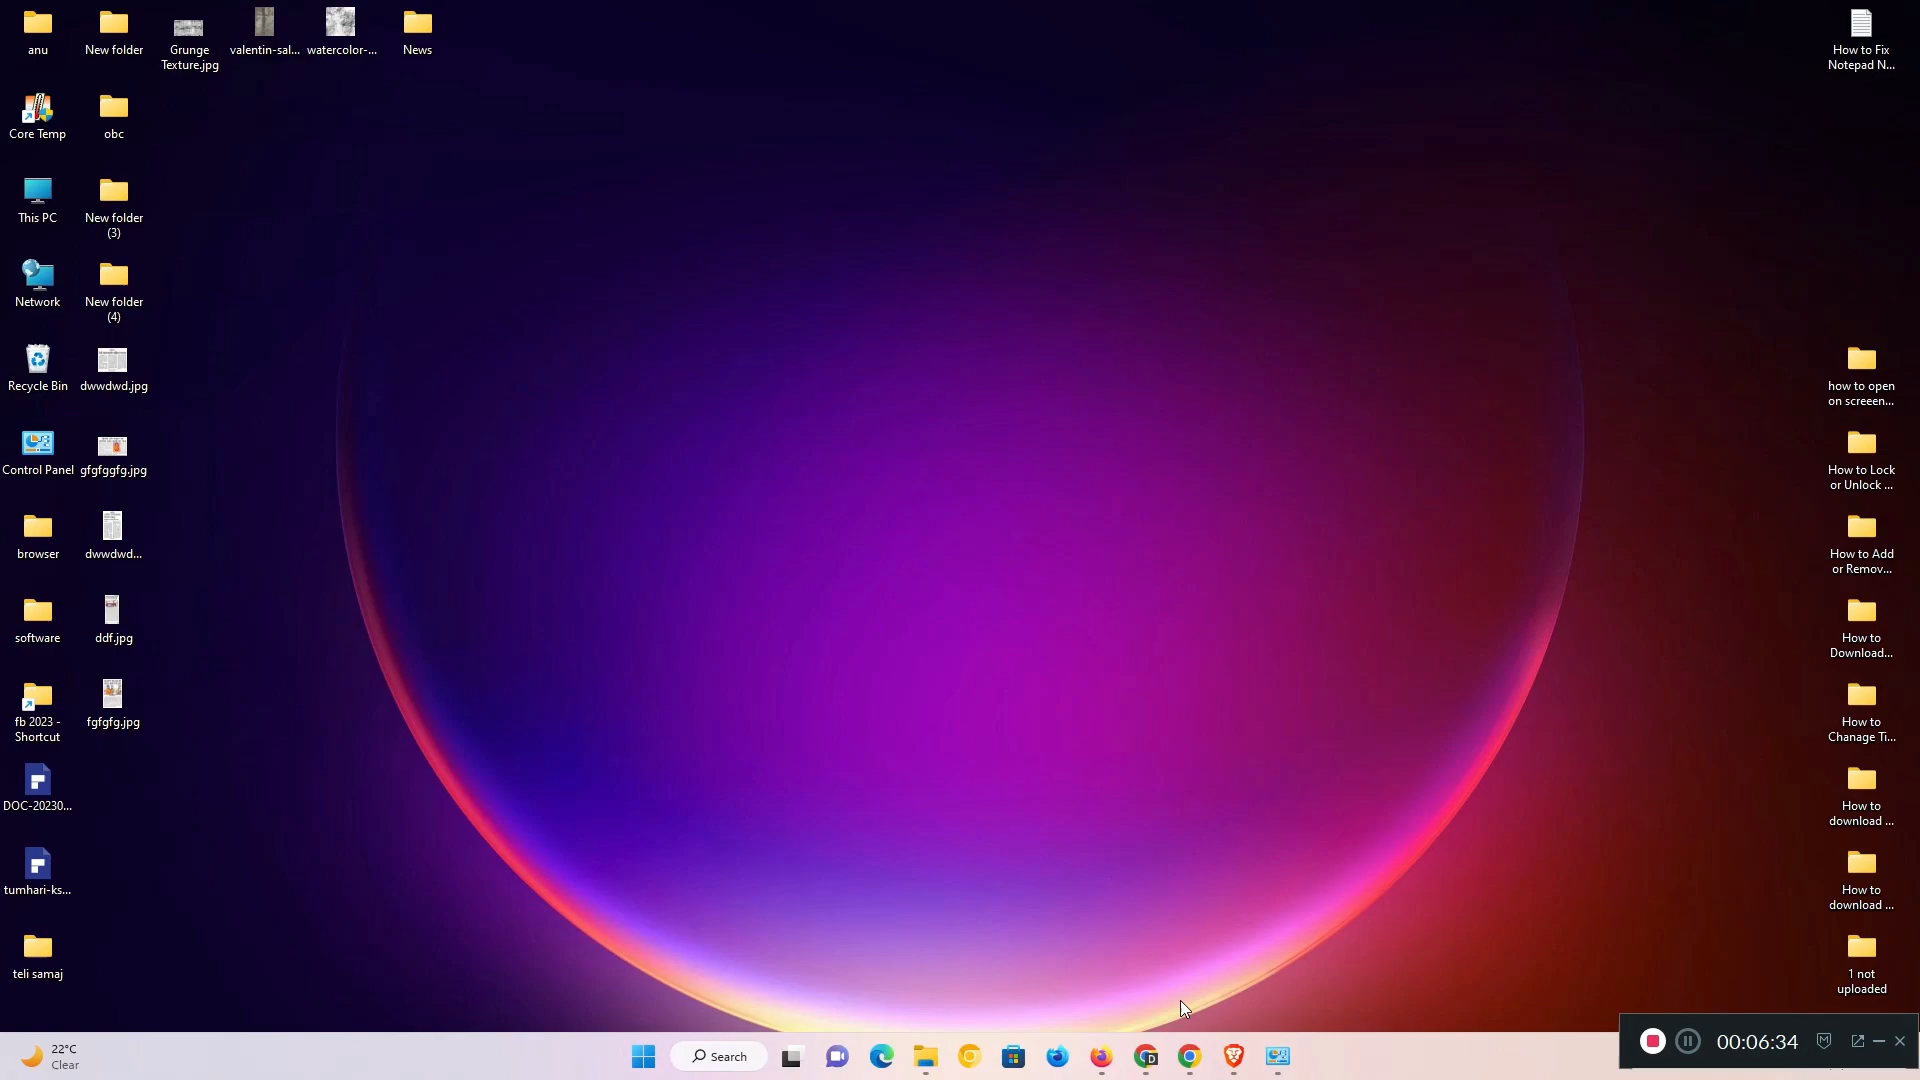 anu
New folder
Grunge
Texture.jpg
valentin-sal...
watercolor-...
News
How to Fix
Notepad N...
Core Temp
obc
This PC
New folder
(3)
Network
New folder
(4)
Recycle Bin
dwwdwd.jpg
how to open
on screeen...
Control Panel
gfgfggfg.jpg
How to Lock
or Unlock ...
browser
dwwdwd...
How to Add
or Remov...
software
ddf.jpg
How to
Download...
fb 2023 -
Shortcut
fgfgfg.jpg
How to
Chanage Ti...
DOC-20230...
How to
download ...
tumhari-ks...
How to
download ...
teli samaj
1 not
uploaded
22°C
Clear
Search
D
00:06:34